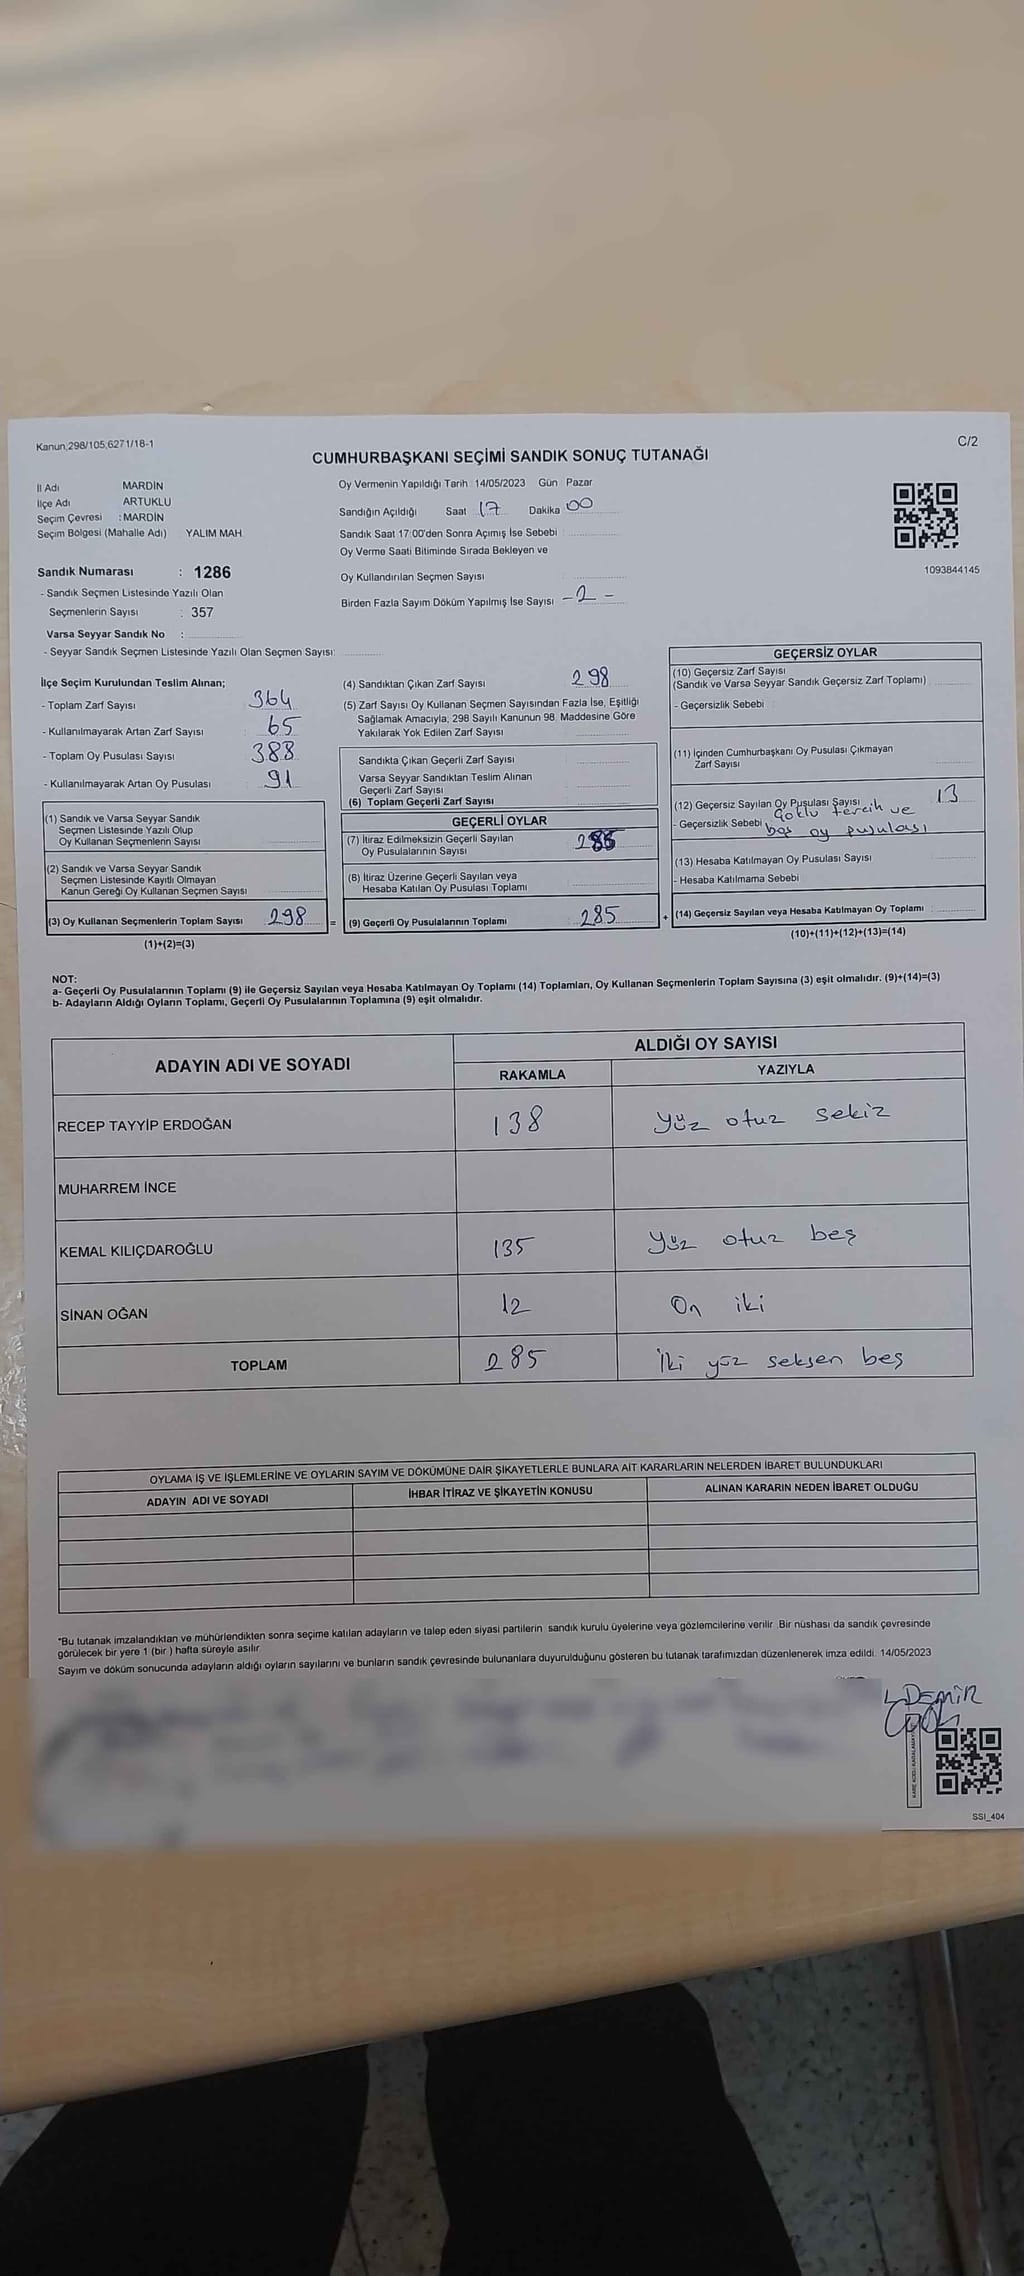 Kanun;298/105,6271/18-1
C/2
CUMHURBAŞKANI SEÇİMİ SANDIK SONUÇ TUTANAĞI
İl Adı MARDİN
İlçe Adı ARTUKLU
Seçim Çevresi : MARDİN
Seçim Bölgesi (Mahalle Adı) YALIM MAH
Sandık Numarası : 1286
- Sandık Seçmen Listesinde Yazılı Olan
Seçmenlerin Sayısı : 357
Varsa Seyyar Sandık No :
- Seyyar Sandık Seçmen Listesinde Yazılı Olan Seçmen Sayısı:
Oy Vermenin Yapıldığı Tarih 14/05/2023 Gün Pazar
Sandığın Açıldığı Saat 17 Dakika 00
Sandık Saat 17:00'den Sonra Açımış İse Sebebi
Oy Verme Saati Bitiminde Sırada Bekleyen ve
Oy Kullandırılan Seçmen Sayısı
Birden Fazla Sayım Döküm Yapılmış İse Sayısı -2-
1093844145
İlçe Seçim Kurulundan Teslim Alınan;
- Toplam Zarf Sayısı 364
- Kullanılmayarak Artan Zarf Sayısı : 65
- Toplam Oy Pusulası Sayısı : 388
- Kullanılmayarak Artan Oy Pusulası : 91
(1) Sandık ve Varsa Seyyar Sandık
Seçmen Listesinde Yazılı Olup
Oy Kullanan Seçmenlerin Sayısı
(2) Sandık ve Varsa Seyyar Sandık
Seçmen Listesinde Kayıtlı Olmayan
Kanun Gereği Oy Kullanan Seçmen Sayısı
(3) Oy Kullanan Seçmenlerin Toplam Sayısı 298 =
(1)+(2)=(3)
(4) Sandıktan Çıkan Zarf Sayısı 298
(5) Zarf Sayısı Oy Kullanan Seçmen Sayısından Fazla İse, Eşitliği
Sağlamak Amacıyla, 298 Sayılı Kanunun 98. Maddesine Göre
Yakılarak Yok Edilen Zarf Sayısı
Sandıkta Çıkan Geçerli Zarf Sayısı
Varsa Seyyar Sandıktan Teslim Alınan
Geçerli Zarf Sayısı
(6) Toplam Geçerli Zarf Sayısı
GEÇERLİ OYLAR
(7) İtiraz Edilmeksizin Geçerli Sayılan
Oy Pusulalarının Sayısı 285
(8) İtiraz Üzerine Geçerli Sayılan veya
Hesaba Katılan Oy Pusulası Toplamı
(9) Geçerli Oy Pusulalarının Toplamı : 285 +
GEÇERSİZ OYLAR
(10) Geçersiz Zarf Sayısı
(Sandık ve Varsa Seyyar Sandık Geçersiz Zarf Toplamı)
- Geçersizlik Sebebi
(11) İçinden Cumhurbaşkanı Oy Pusulası Çıkmayan
Zarf Sayısı
(12) Geçersiz Sayılan Oy Pusulası Sayısı 13
- Geçersizlik Sebebi Çoklu tercih ve
boş oy pusulası
(13) Hesaba Katılmayan Oy Pusulası Sayısı
- Hesaba Katılmama Sebebi
(14) Geçersiz Sayılan veya Hesaba Katılmayan Oy Toplamı
(10)+(11)+(12)+(13)=(14)
NOT:
a- Geçerli Oy Pusulalarının Toplamı (9) ile Geçersiz Sayılan veya Hesaba Katılmayan Oy Toplamı (14) Toplamları, Oy Kullanan Seçmenlerin Toplam Sayısına (3) eşit olmalıdır. (9)+(14)=(3)
b- Adayların Aldığı Oyların Toplamı, Geçerli Oy Pusulalarının Toplamına (9) eşit olmalıdır.
ADAYIN ADI VE SOYADI
ALDIĞI OY SAYISI
RAKAMLA YAZIYLA
RECEP TAYYİP ERDOĞAN 138 Yüz otuz sekiz
MUHARREM İNCE
KEMAL KILIÇDAROĞLU 135 Yüz otuz beş
SİNAN OĞAN 12 On iki
TOPLAM 285 İki yüz seksen beş
OYLAMA İŞ VE İŞLEMLERİNE VE OYLARIN SAYIM VE DÖKÜMÜNE DAİR ŞİKAYETLERLE BUNLARA AİT KARARLARIN NELERDEN İBARET BULUNDUKLARI
ADAYIN ADI VE SOYADI İHBAR İTİRAZ VE ŞİKAYETİN KONUSU ALINAN KARARIN NEDEN İBARET OLDUĞU
*Bu tutanak imzalandıktan ve mühürlendikten sonra seçime katılan adayların ve talep eden siyasi partilerin sandık kurulu üyelerine veya gözlemcilerine verilir. Bir nüshası da sandık çevresinde
görülecek bir yere 1 (bir ) hafta süreyle asılır.
Sayım ve döküm sonucunda adayların aldığı oyların sayılarını ve bunların sandık çevresinde bulunanlara duyurulduğunu gösteren bu tutanak tarafımızdan düzenlenerek imza edildi. 14/05/2023
DEMİR
SSI_404